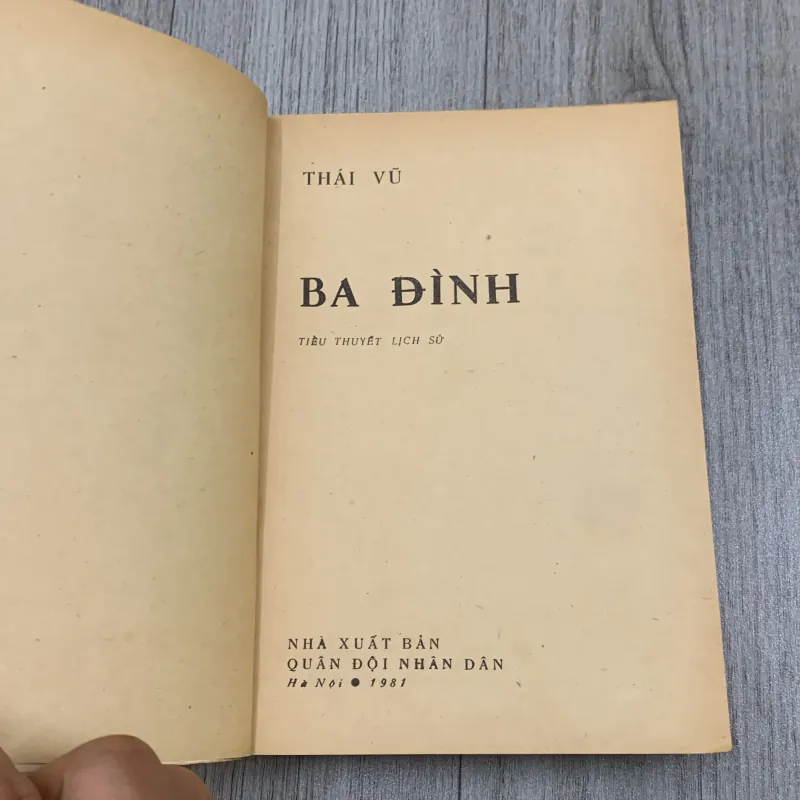 THÁI VŨ
BA ĐÌNH
TIỂU THUYẾT LỊCH SỬ
NHÀ XUẤT BẢN
QUÂN ĐỘI NHÂN DÂN
Hà Nội ● 1981